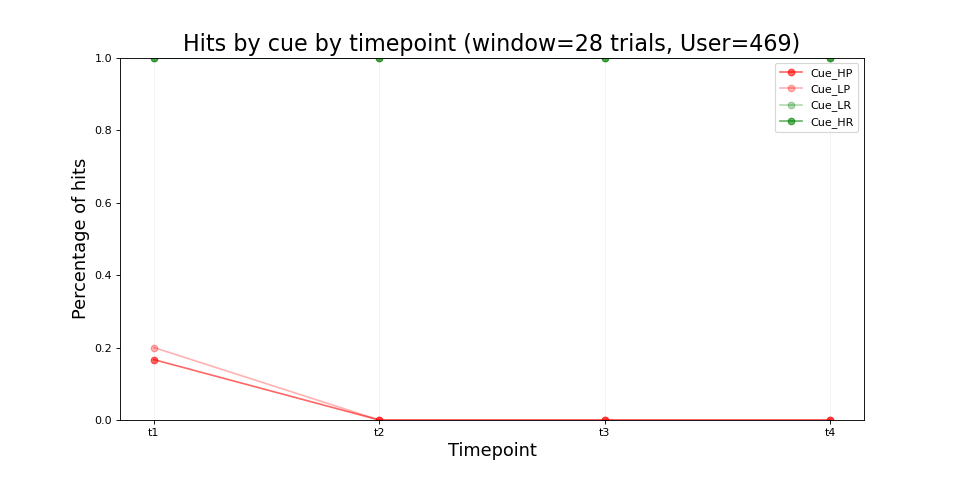 Hits by cue by timepoint (window=28 trials, User=469)
1.0
0.8
0.6
0.4
0.2
0.0
Percentage of hits
Cue_HP
Cue_LP
Cue_LR
Cue_HR
t1 t2 t3 t4
Timepoint